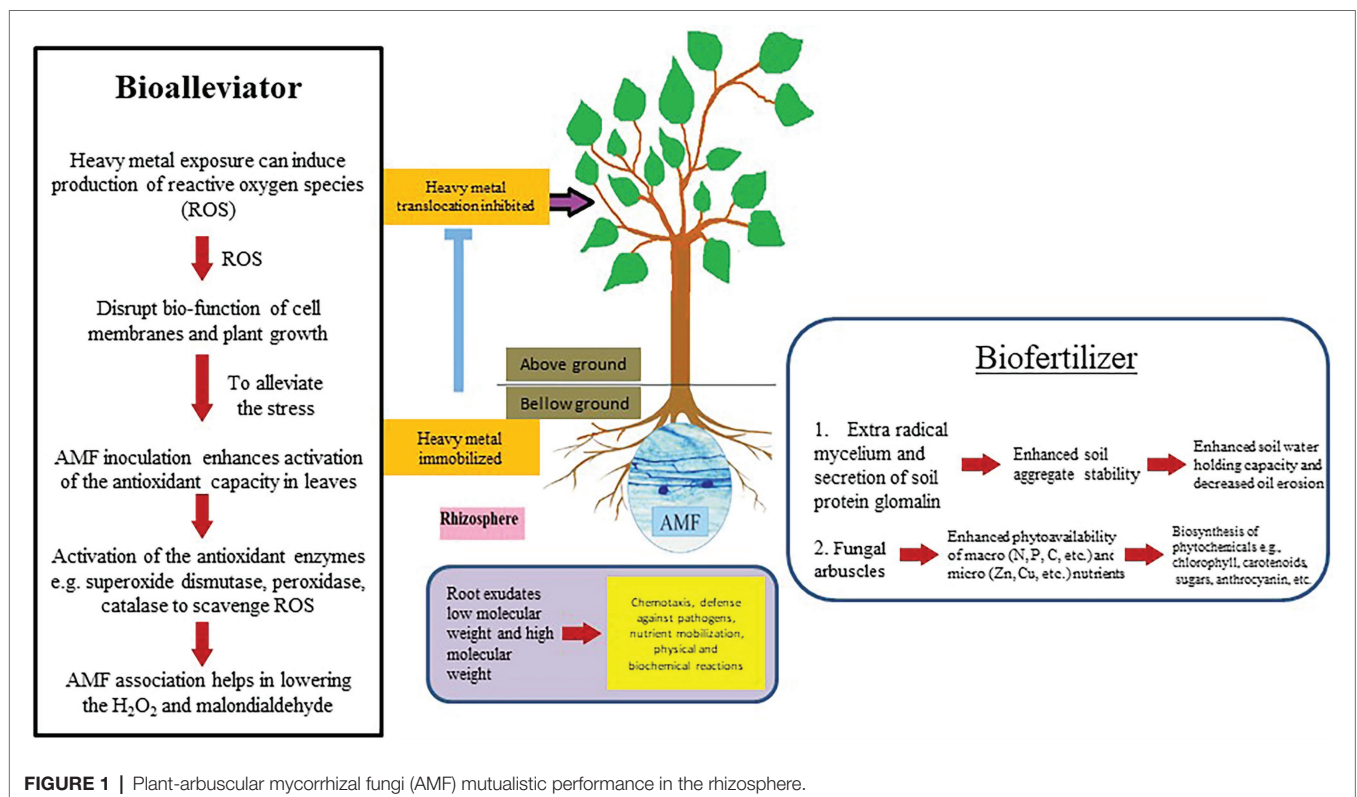 Bioalleviator
Heavy metal exposure can induce
production of reactive oxygen species
(ROS)
ROS
Disrupt bio-function of cell
membranes and plant growth
To alleviate
the stress
AMF inoculation enhances activation
of the antioxidant capacity in leaves
Activation of the antioxidant enzymes
e.g. superoxide dismutase, peroxidase,
catalase to scavenge ROS
AMF association helps in lowering
the H₂O₂ and malondialdehyde
Heavy metal
translocation inhibited
Above ground
Bellow ground
Heavy metal
immobilized
Rhizosphere
AMF
Root exudates
low molecular
weight and high
molecular
weight
Chemotaxis, defense
against pathogens,
nutrient mobilization,
physical and
biochemical reactions
Biofertilizer
1. Extra radical
mycelium and
secretion of soil
protein glomalin
Enhanced soil
aggregate stability
Enhanced soil water
holding capacity and
decreased oil erosion
2. Fungal
arbuscles
Enhanced phytoavailability
of macro (N, P, C, etc.) and
micro (Zn, Cu, etc.) nutrients
Biosynthesis of
phytochemicals e.g.,
chlorophyll, carotenoids,
sugars, anthrocyanin, etc.
FIGURE 1 | Plant-arbuscular mycorrhizal fungi (AMF) mutualistic performance in the rhizosphere.